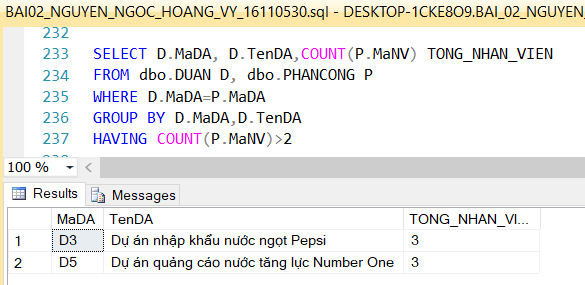 BAI02_NGUYEN_NGOC_HOANG_VY_16110530.sql - DESKTOP-1CKE8O9.BAI_02_NGUYEN_
232
233 SELECT D.MaDA, D.TenDA,COUNT(P.MaNV) TONG_NHAN_VIEN
234 FROM dbo.DUAN D, dbo.PHANCONG P
235 WHERE D.MaDA=P.MaDA
236 GROUP BY D.MaDA,D.TenDA
237 HAVING COUNT(P.MaNV)>2
100 %
Results Messages
MaDA TenDA TONG_NHAN_VI...
1 D3 Dự án nhập khẩu nước ngọt Pepsi 3
2 D5 Dự án quảng cáo nước tăng lực Number One 3